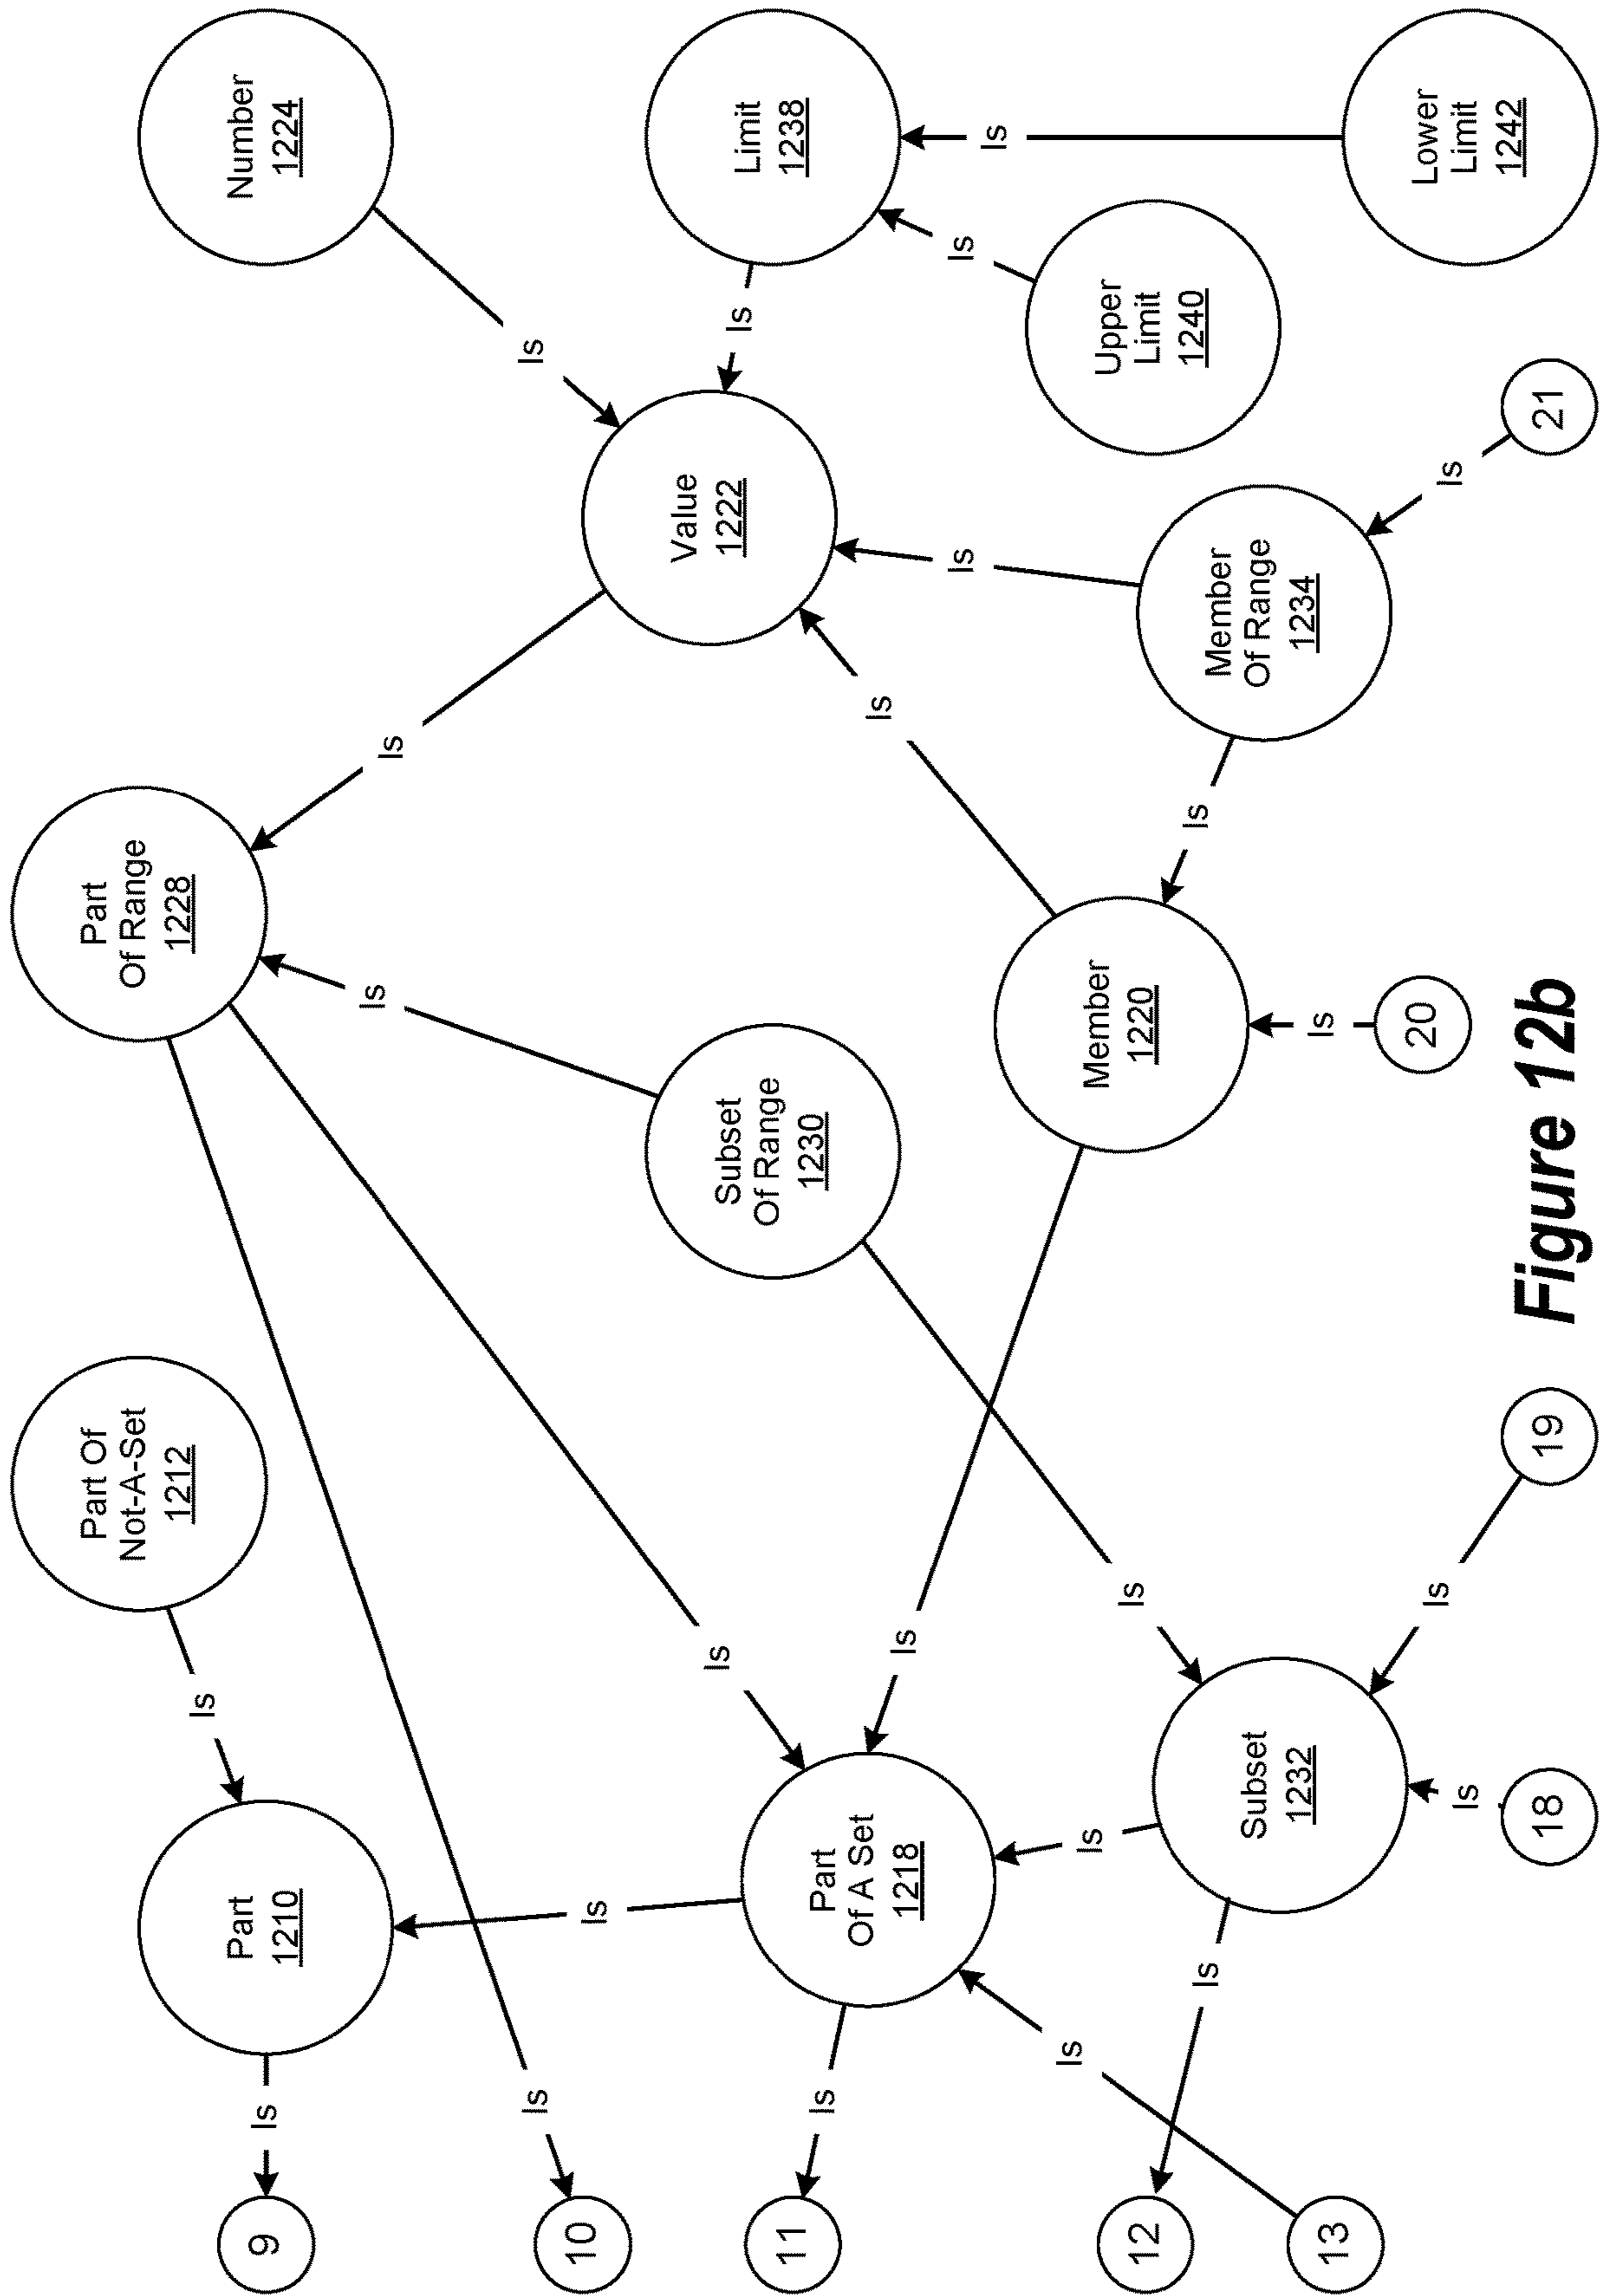 Part Of
Not-A-Set
1212
Part
Of Range
1228
Is
9
Is
Part
1210
Number
1224
Is
Is
Is
Is
10
Is
Value
1222
Is
Is
Subset
Of Range
1230
Limit
1238
11
Is
Part
Of A Set
1218
Is
Is
Is
Is
Is
Is
Is
Member
1220
Is
12
Upper
Limit
1240
Is
Is
Subset
1232
Member
Of Range
1234
Is
13
20
Is
Is
Is
Lower
Limit
1242
18
19
Figure 12b
21